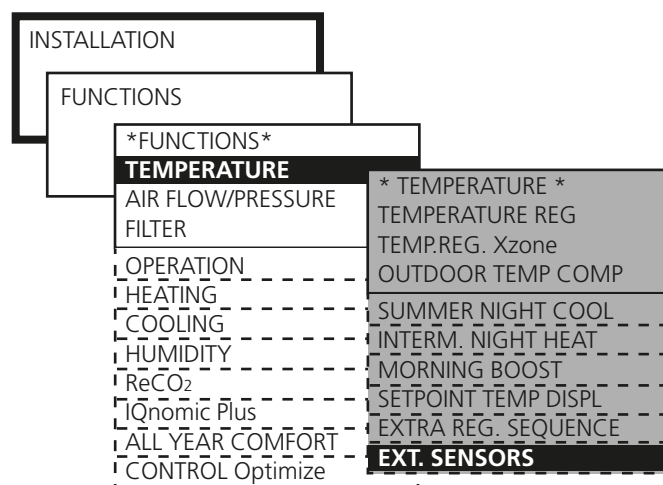 INSTALLATION
FUNCTIONS
*FUNCTIONS*
TEMPERATURE
AIR FLOW/PRESSURE
FILTER
OPERATION
HEATING
COOLING
HUMIDITY
ReCO2
IQnomic Plus
ALL YEAR COMFORT
CONTROL Optimize
* TEMPERATURE *
TEMPERATURE REG
TEMP.REG. Xzone
OUTDOOR TEMP COMP
SUMMER NIGHT COOL
INTERM. NIGHT HEAT
MORNING BOOST
SETPOINT TEMP DISPL
EXTRA REG. SEQUENCE
EXT. SENSORS